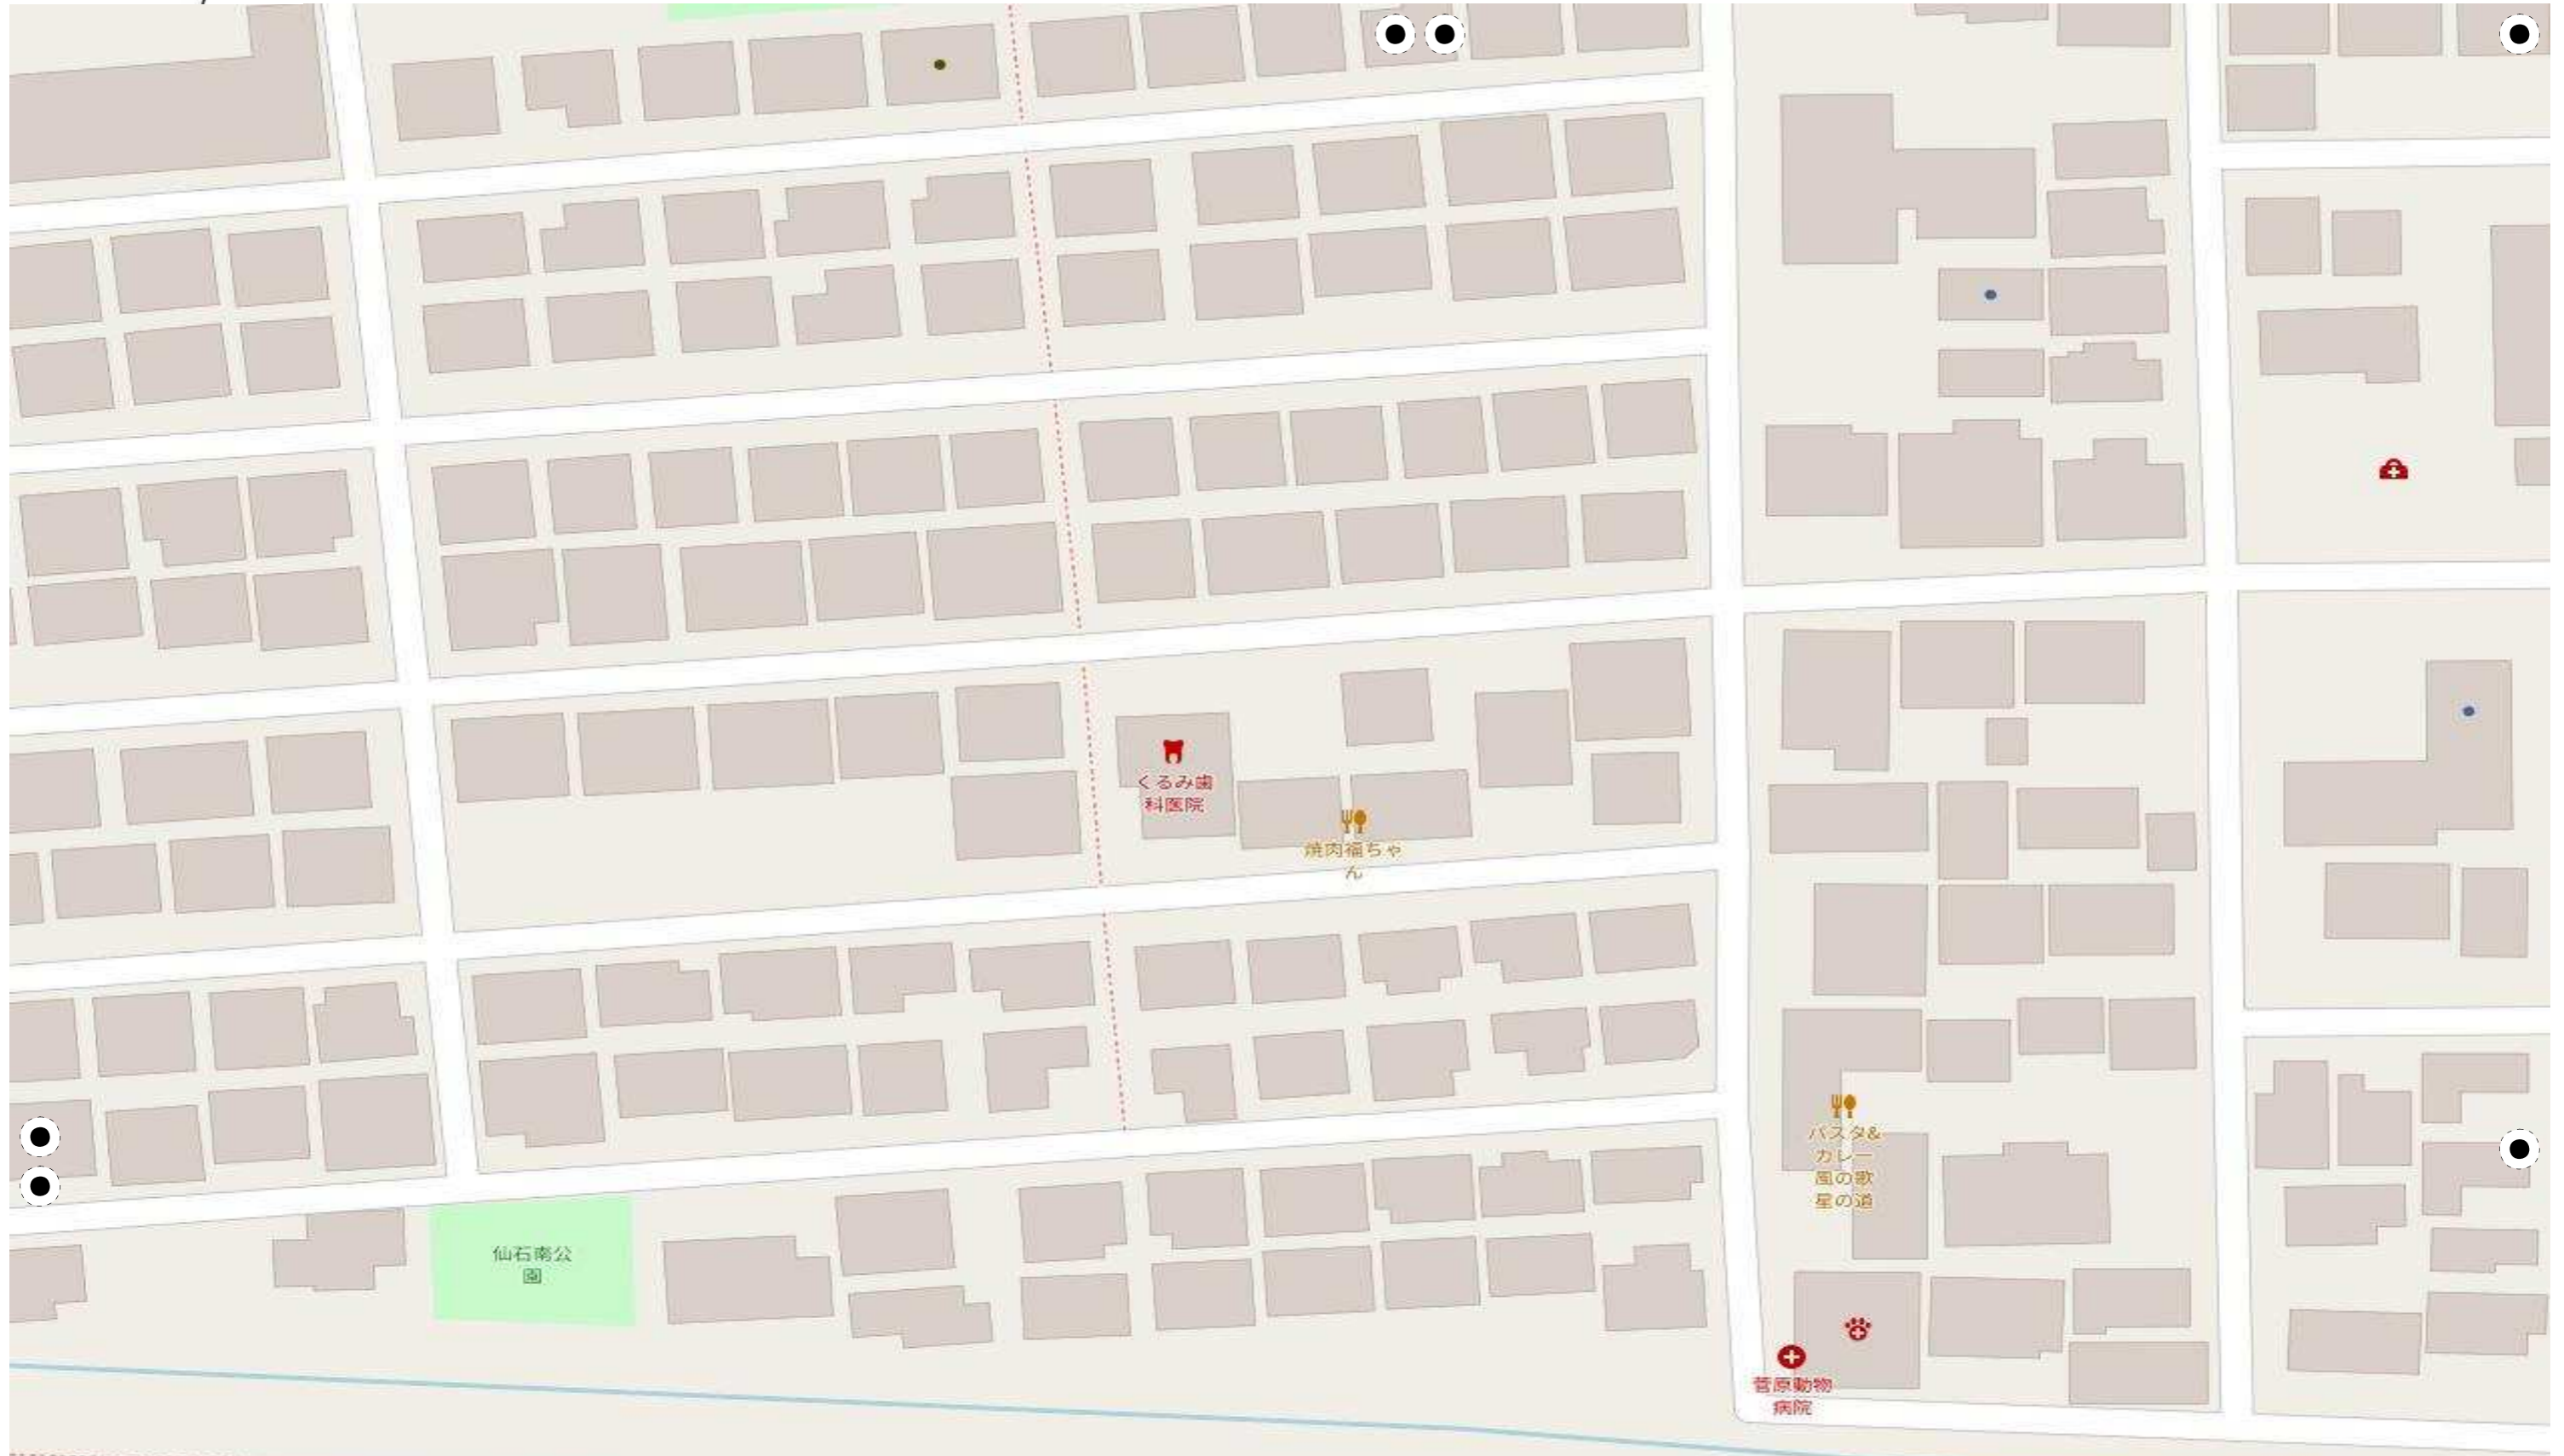 くるみ歯
科医院
焼肉福ちゃ
ん
パスタ&
カレー
風の歌
星の道
仙石南公
園
菅原動物
病院